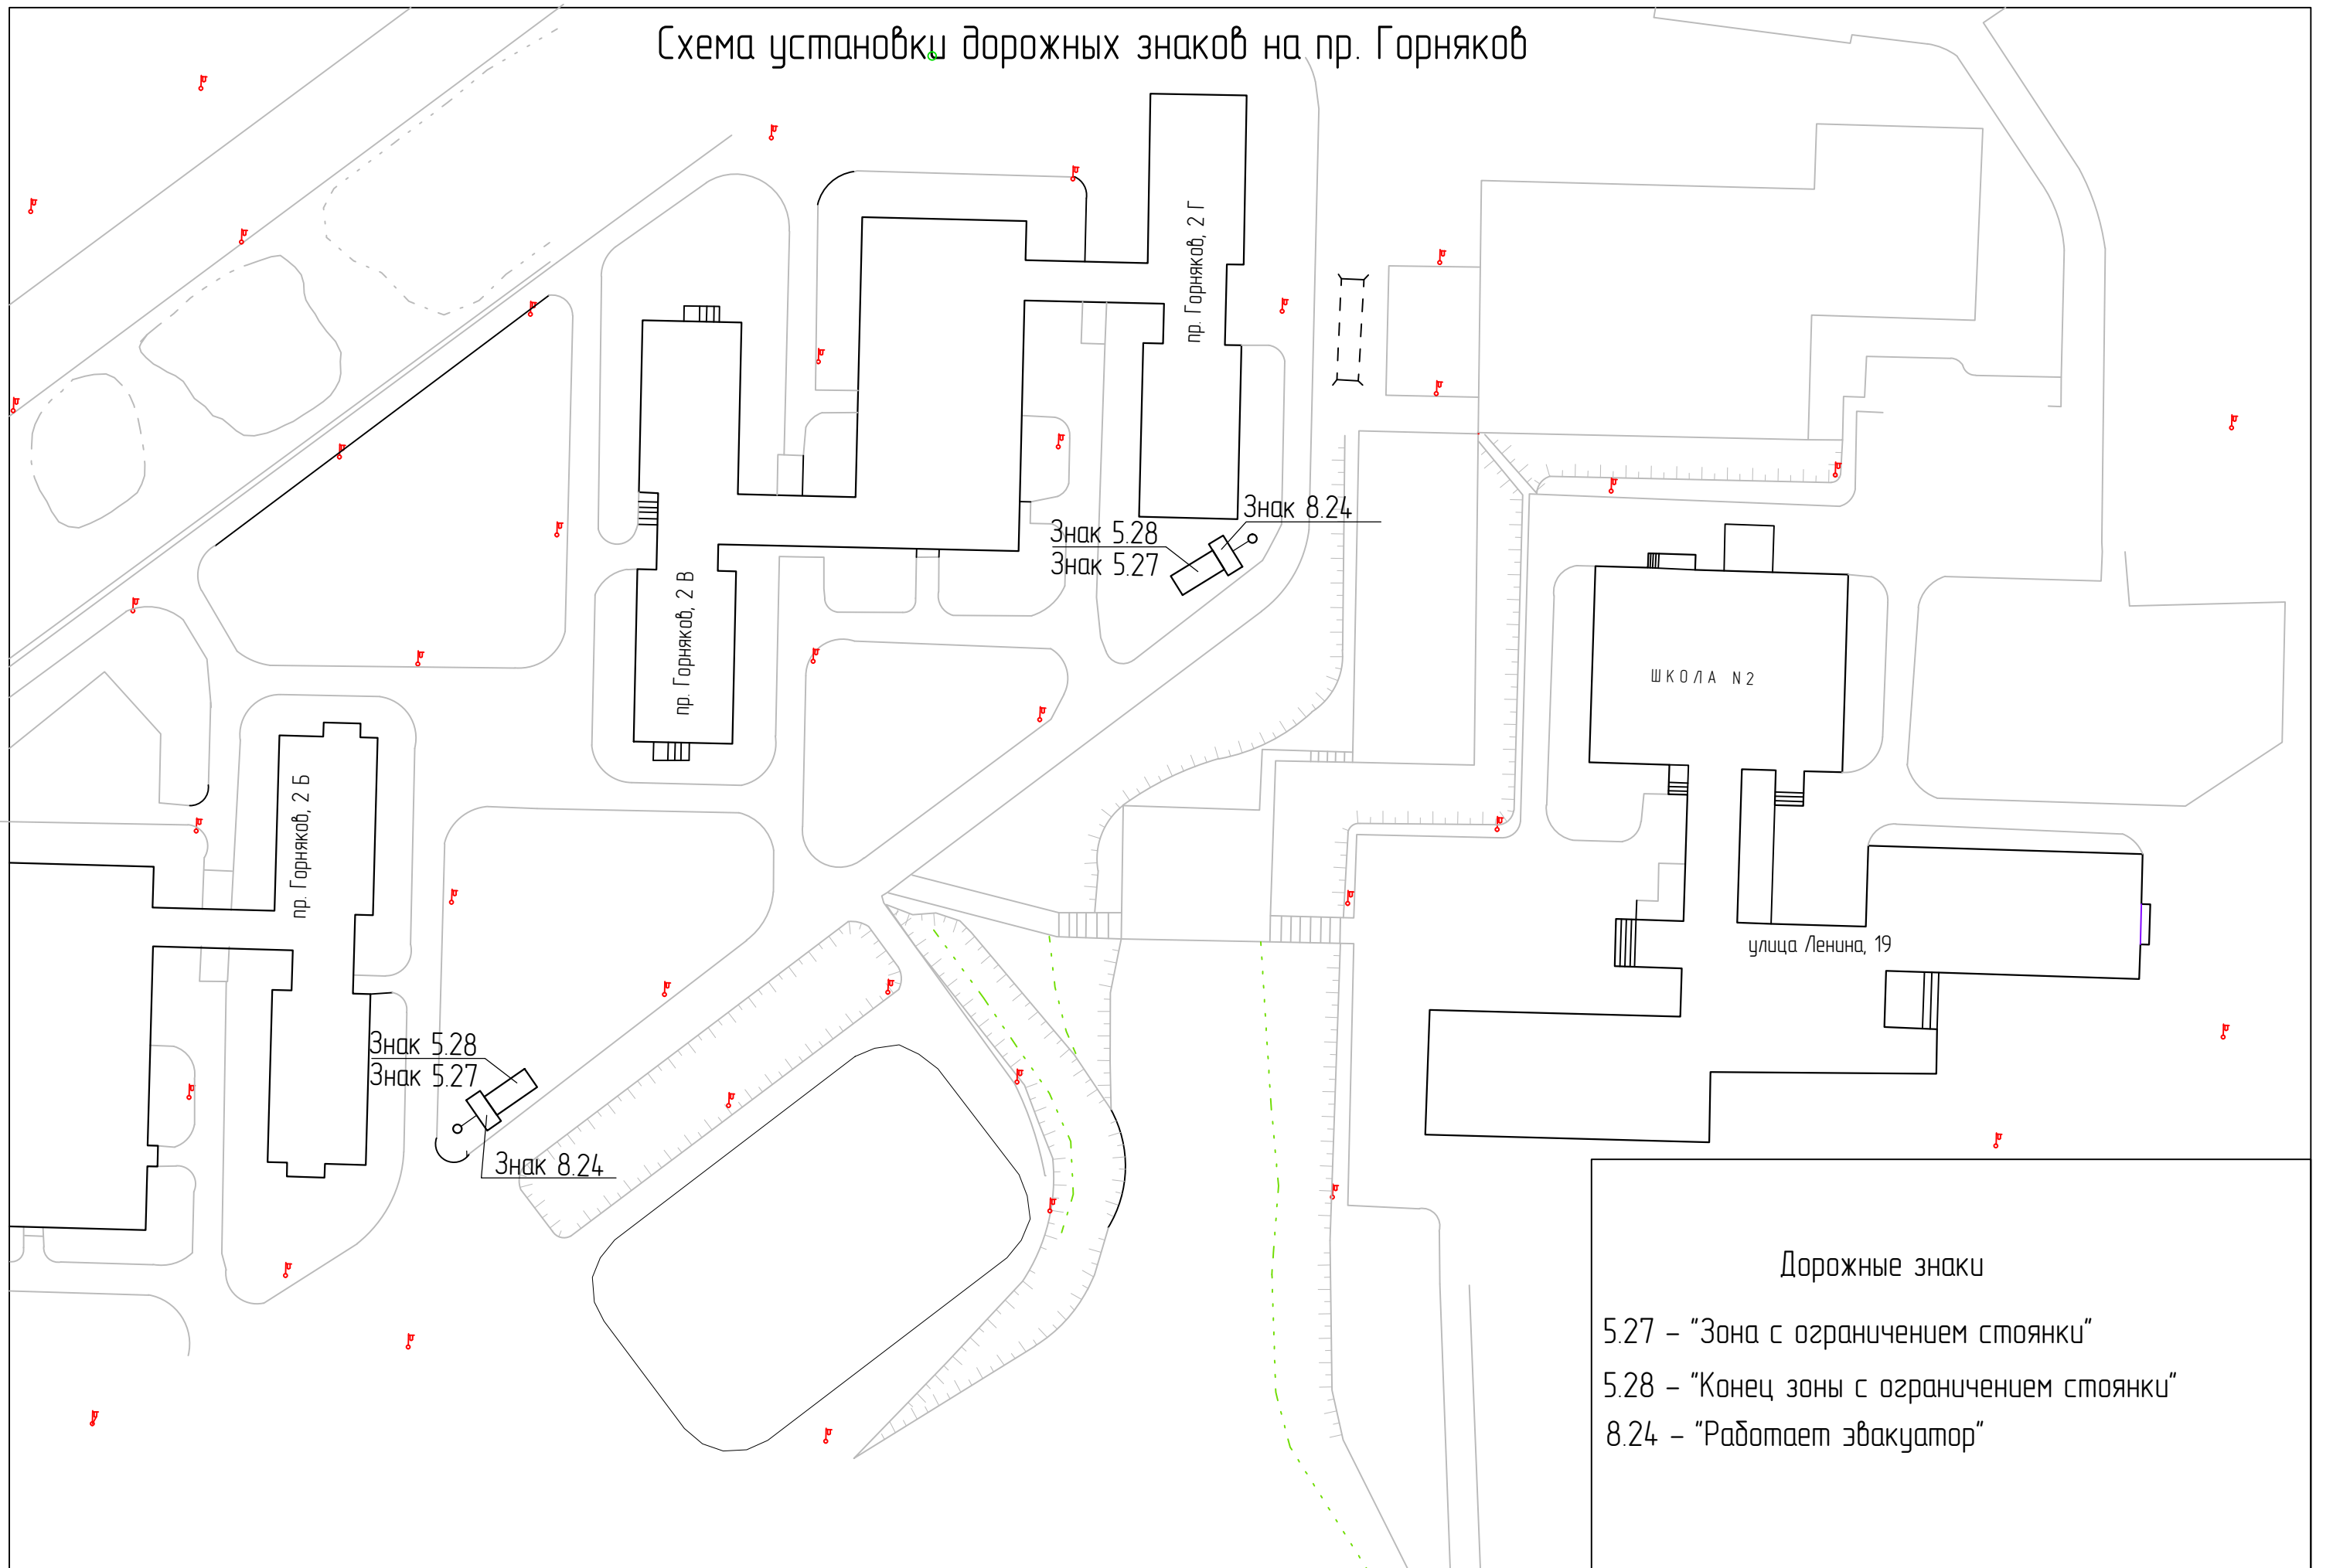 Схема установки дорожных знаков на пр. Горняков
пр. Горняков, 2 Г
Знак 8.24
Знак 5.28
Знак 5.27
пр. Горняков, 2 В
ШКОЛА N2
пр. Горняков, 2 Б
улица Ленина, 19
Знак 5.28
Знак 5.27
Знак 8.24
Дорожные знаки
5.27 – "Зона с ограничением стоянки"
5.28 – "Конец зоны с ограничением стоянки"
8.24 – "Работает эвакуатор"